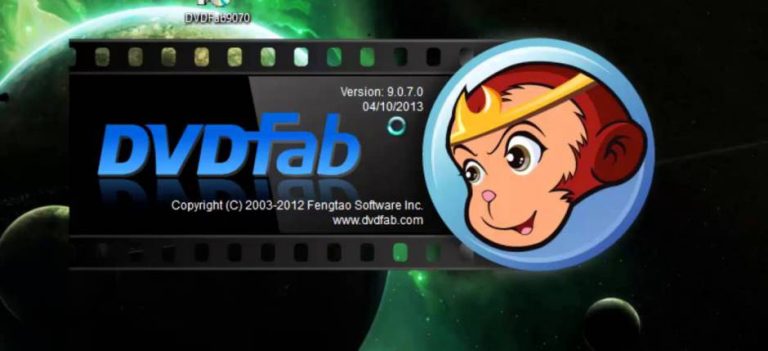 DVDFab9070
Version: 9.0.7.0
04/10/2013
DVDFab
Copyright (C) 2003-2012 Fengtao Software Inc.
www.dvdfab.com